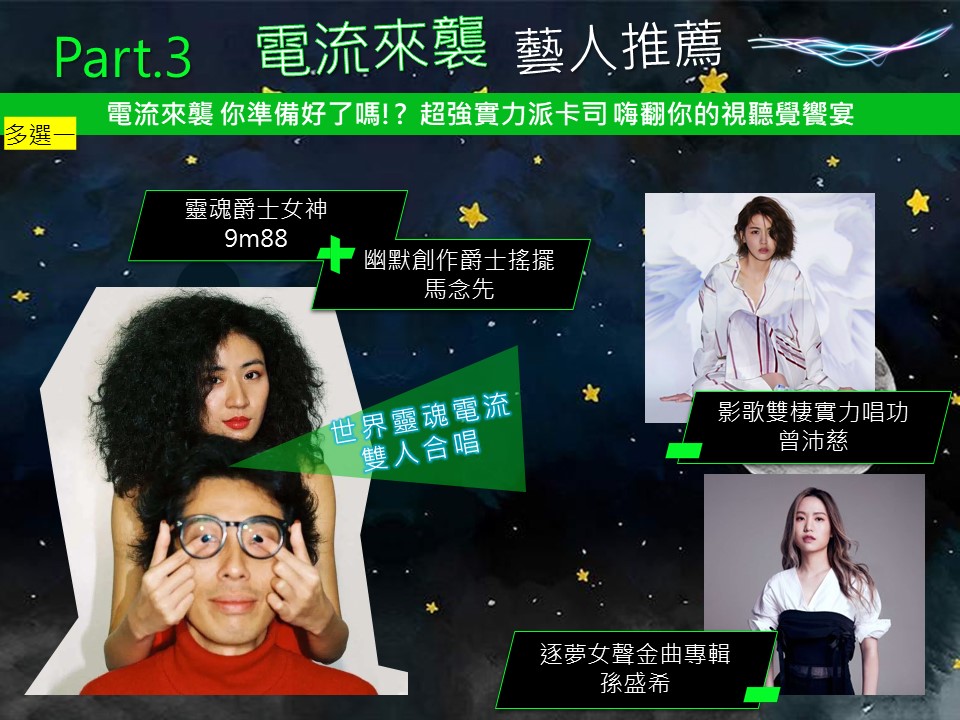 Part.3
電流來襲 藝人推薦
電流來襲 你準備好了嗎!? 超強實力派卡司 嗨翻你的視聽覺饗宴
多選一
靈魂爵士女神
9m88
幽默創作爵士搖擺
馬念先
世界靈魂電流
雙人合唱
影歌雙棲實力唱功
曾沛慈
逐夢女聲金曲專輯
孫盛希